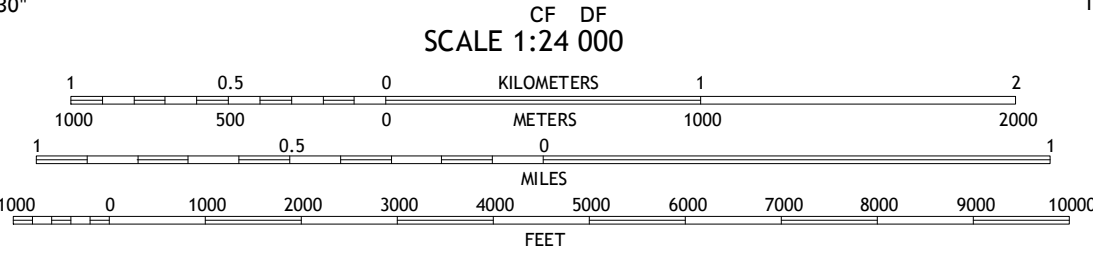 30"
CF DF
SCALE 1:24 000
1 0.5 0 KILOMETERS 1 2
1000 500 0 METERS 1000 2000
1 0.5 0 1
MILES
1000 0 1000 2000 3000 4000 5000 6000 7000 8000 9000 10000
FEET